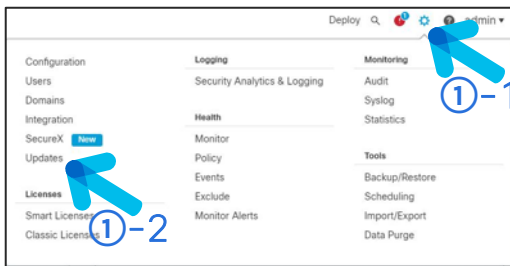 Deploy 1 ? admin
Configuration
Users
Domains
Integration
SecureX New
Updates
Licenses
Smart Licenses
Classic Licenses
Logging
Security Analytics & Logging
Health
Monitor
Policy
Events
Exclude
Monitor Alerts
Monitoring
Audit
Syslog
Statistics
Tools
Backup/Restore
Scheduling
Import/Export
Data Purge
①-1
①-2